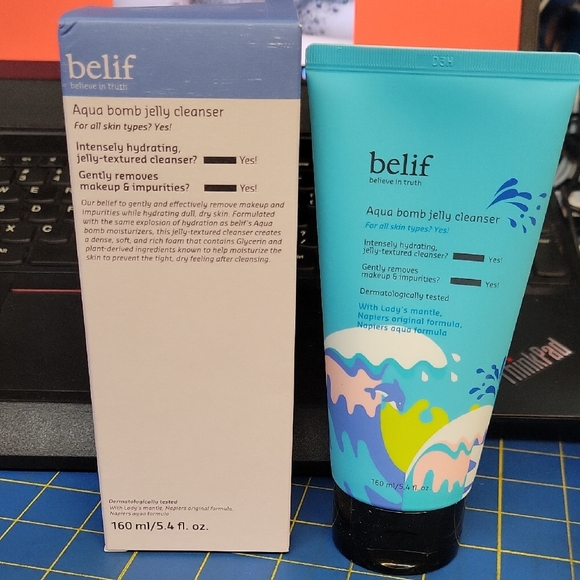 belif
believe in truth
Aqua bomb jelly cleanser
For all skin types? Yes!
Intensely hydrating,
jelly-textured cleanser? Yes!
Gently removes
makeup & impurities? Yes!
Our belief to gently and effectively remove makeup and
impurities while hydrating dull, dry skin. Formulated
with the same explosion of hydration as belif's Aqua
bomb moisturizers, this jelly-textured cleanser creates
a dense, soft, and rich foam that contains Glycerin and
plant-derived ingredients known to help moisturize the
skin to prevent the tight, dry feeling after cleansing.
Dermatologically tested
With Lady's mantle, Napiers original formula,
Napiers aqua formula
160 ml/5.4 fl. oz.
belif
believe in truth
Aqua bomb jelly cleanser
For all skin types? Yes!
Intensely hydrating,
jelly-textured cleanser? Yes!
Gently removes
makeup & impurities? Yes!
Dermatologically tested
With Lady's mantle,
Napiers original formula,
Napiers aqua formula
160 ml/5.4 fl. oz.
ThinkPad